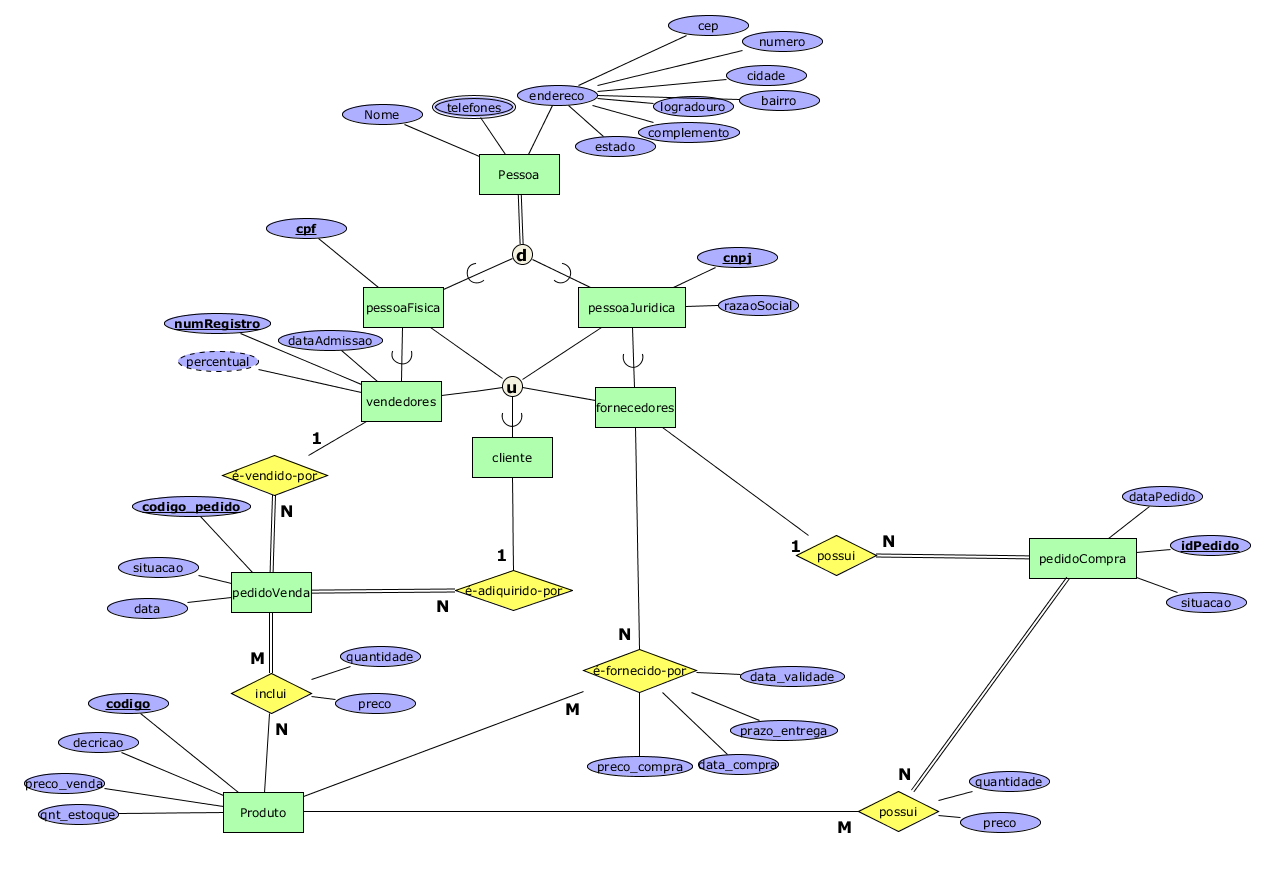 cep
numero
cidade
endereco
bairro
logradouro
telefones
Nome
complemento
estado
Pessoa
cpf
d
cnpj
pessoaFisica
pessoaJuridica
razaoSocial
numRegistro
dataAdmissao
percentual
u
vendedores
fornecedores
1
cliente
é-vendido-por
dataPedido
codigo_pedido
N
1
1
N
idPedido
possui
pedidoCompra
situacao
pedidoVenda
é-adiquirido-por
situacao
data
N
N
M
quantidade
é-fornecido-por
data_validade
inclui
preco
codigo
M
N
prazo_entrega
decricao
preco_compra
data_compra
N
quantidade
preco_venda
qnt_estoque
Produto
possui
M
preco